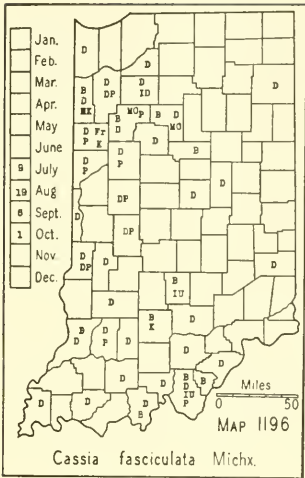 Jan.
Feb.
Mar.
Apr.
May
June
9 July
19 Aug
6 Sept.
1 Oct.
Nov.
Dec.
D D
B D D D
D DP ID
MK
MO P B D
B MO
D
D Fr D B
P K
D D
P P
DP D D
D
DP
D D D
DP
D B
IU
B
K
B D D
D P
D
D
D D D B B
D D IU
B P
Miles
0 50
MAP 1196
Cassia fasciculata Michx.